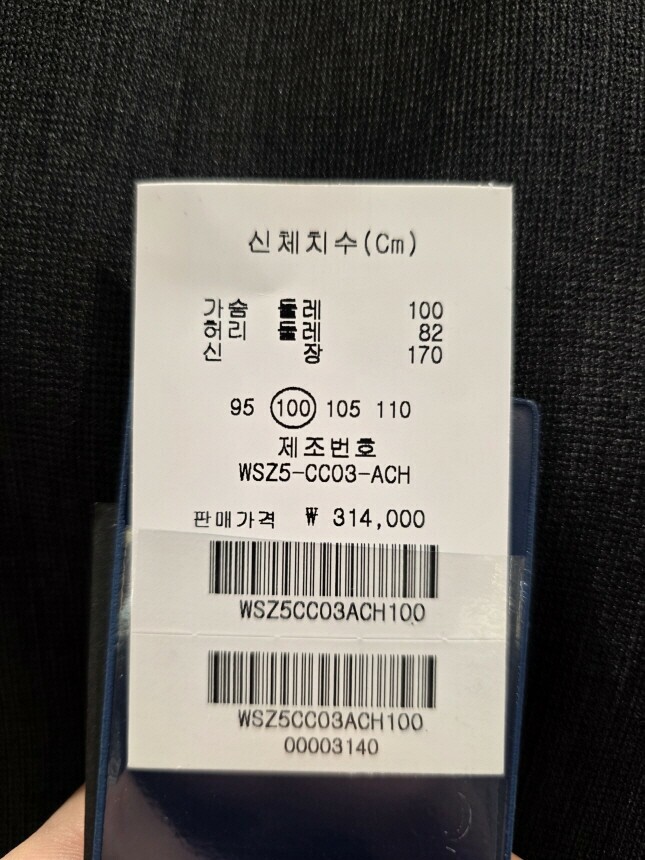 신체치수(Cm)
가슴 둘레 100
허리 둘레 82
신 장 170
95 100 105 110
제조번호
WSZ5-CC03-ACH
판매가격 ₩ 314,000
WSZ5CC03ACH100
WSZ5CC03ACH100
00003140